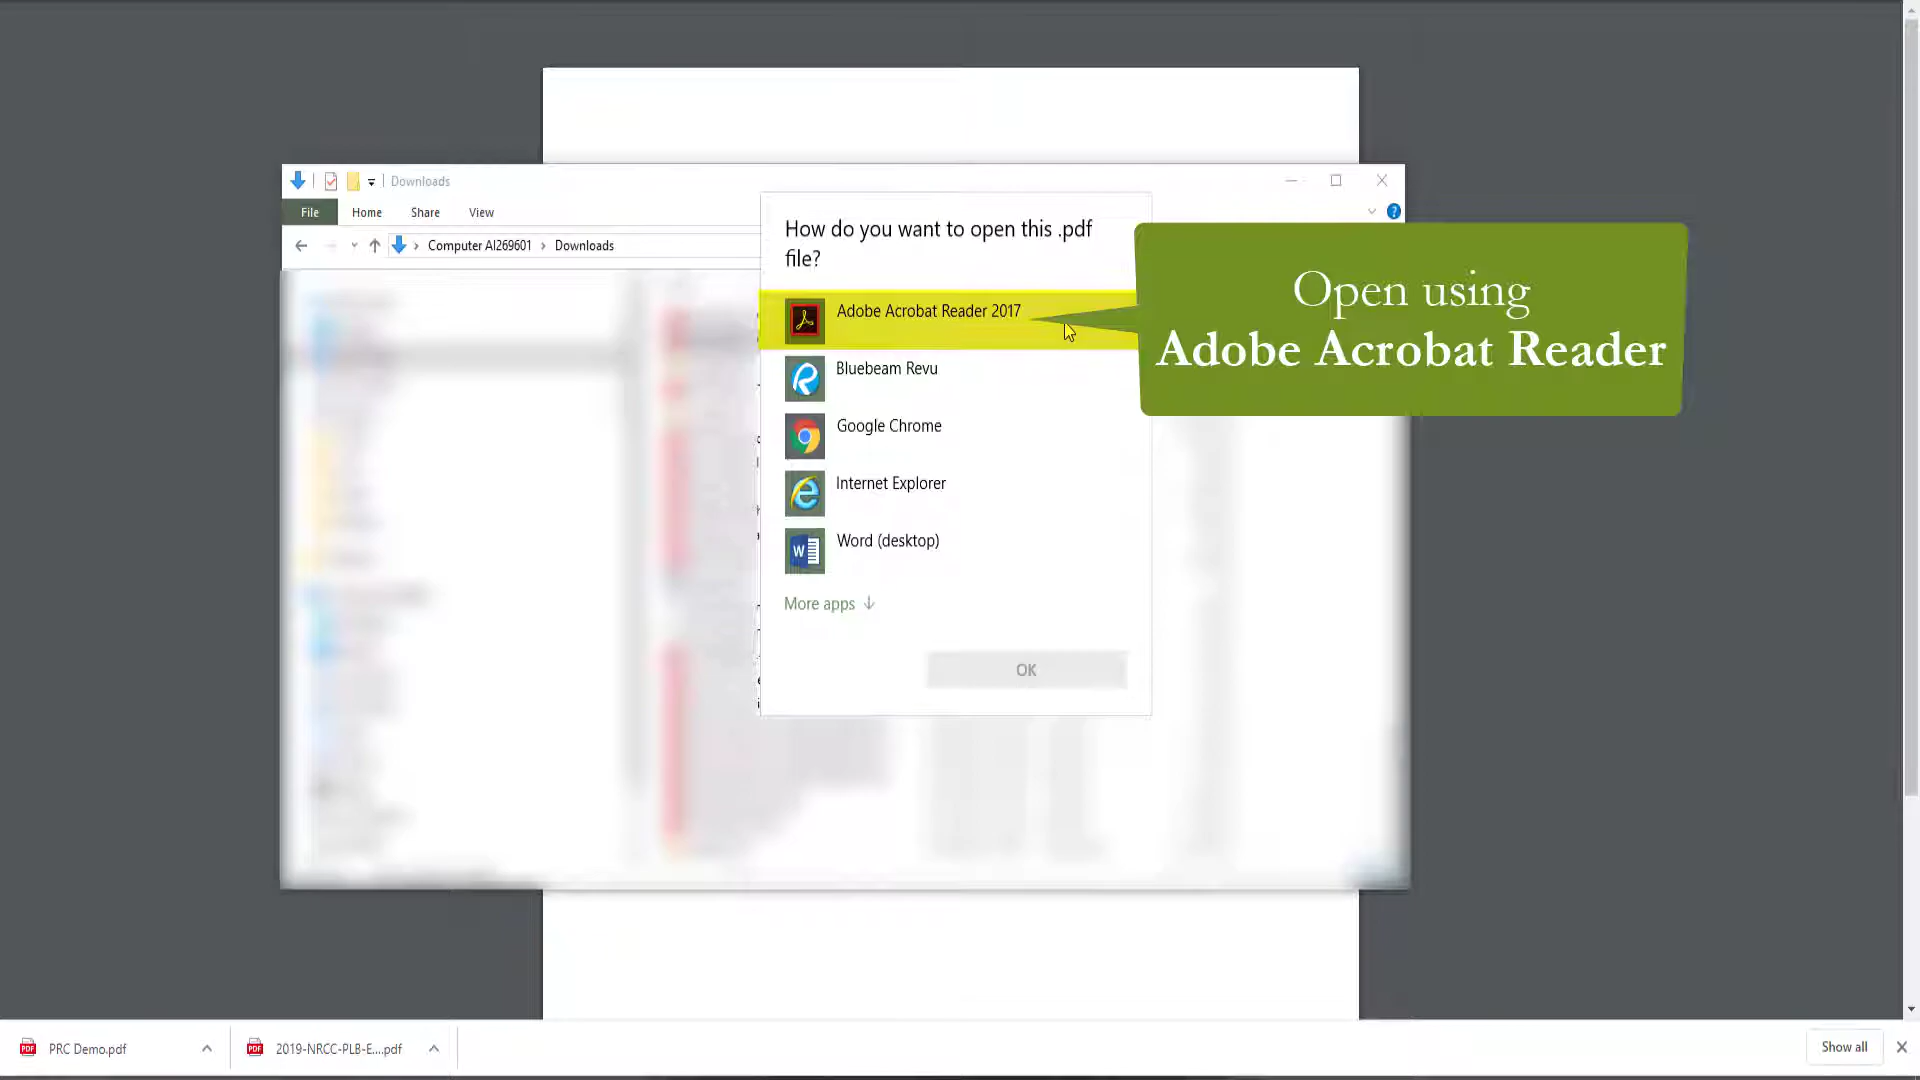 Downloads
File
Home
Share
View
Computer AI269601
Downloads
How do you want to open this .pdf
file?
Adobe Acrobat Reader 2017
Bluebeam Revu
Google Chrome
Internet Explorer
Word (desktop)
More apps
OK
Open using
Adobe Acrobat Reader
PRC Demo.pdf
2019-NRCC-PLB-E....pdf
Show all